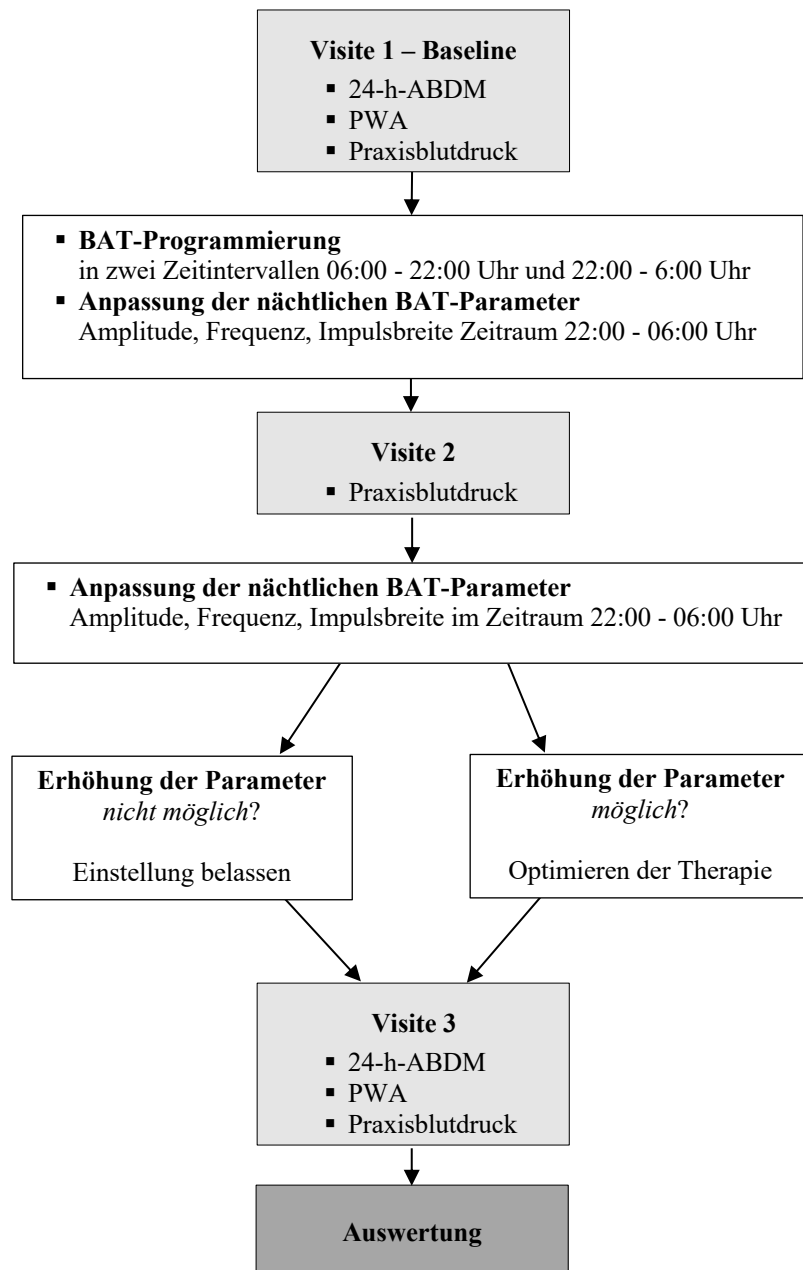 Visite 1 – Baseline
▪ 24-h-ABDM
▪ PWA
▪ Praxisblutdruck
▪ BAT-Programmierung
in zwei Zeitintervallen 06:00 - 22:00 Uhr und 22:00 - 6:00 Uhr
▪ Anpassung der nächtlichen BAT-Parameter
Amplitude, Frequenz, Impulsbreite Zeitraum 22:00 - 06:00 Uhr
Visite 2
▪ Praxisblutdruck
▪ Anpassung der nächtlichen BAT-Parameter
Amplitude, Frequenz, Impulsbreite im Zeitraum 22:00 - 06:00 Uhr
Erhöhung der Parameter
nicht möglich?
Einstellung belassen
Erhöhung der Parameter
möglich?
Optimieren der Therapie
Visite 3
▪ 24-h-ABDM
▪ PWA
▪ Praxisblutdruck
Auswertung